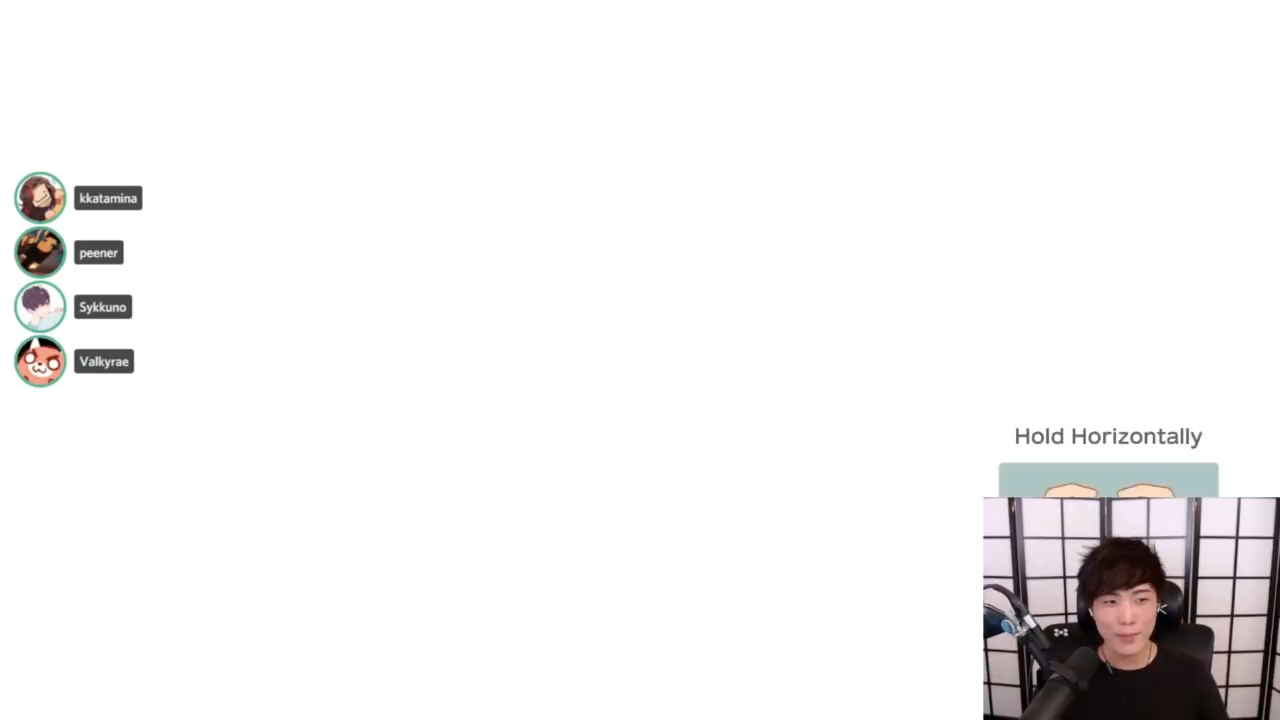 kkatamina
peener
Sykkuno
Valkyrae
Hold Horizontally